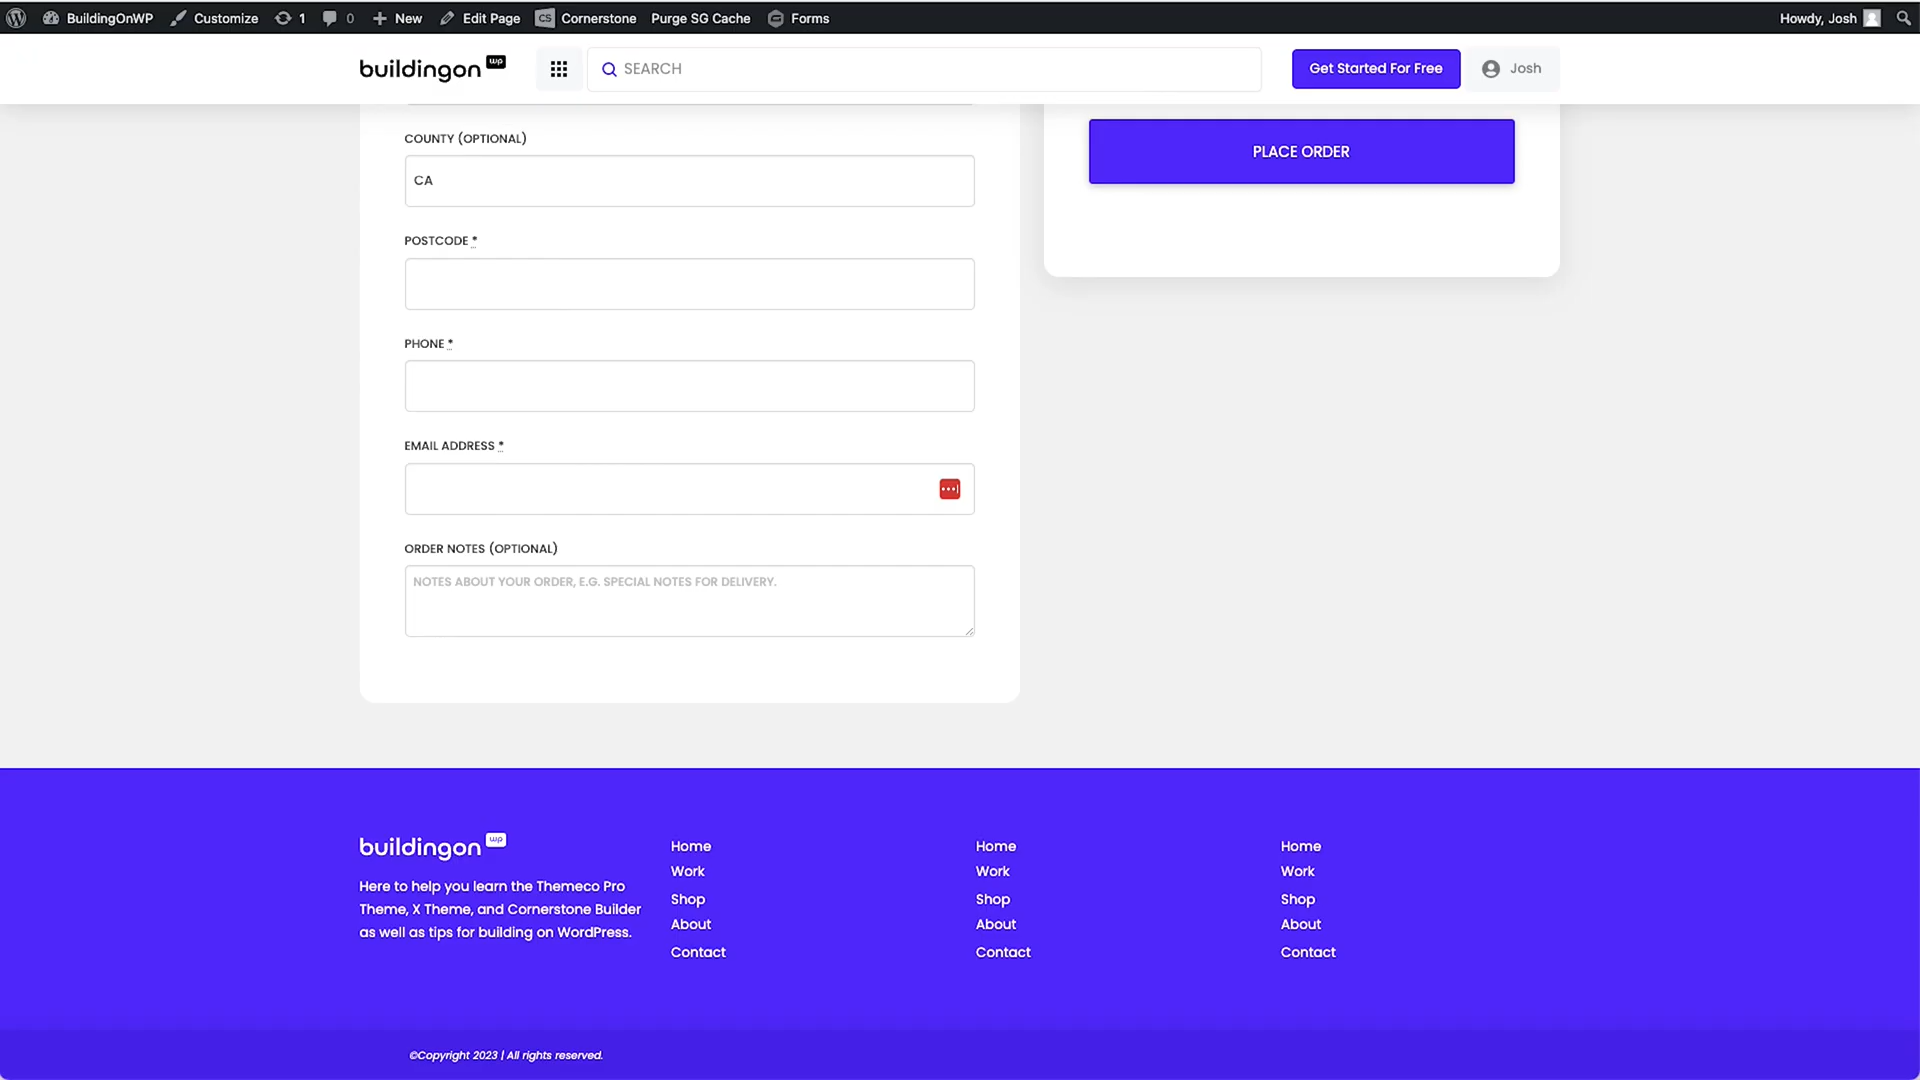 BuildingOnWP Customize 1 0 New Edit Page CS Cornerstone Purge SG Cache Forms Howdy, Josh
buildingon wp SEARCH Get Started For Free Josh
COUNTY (OPTIONAL)
CA
POSTCODE *
PHONE *
EMAIL ADDRESS *
ORDER NOTES (OPTIONAL)
NOTES ABOUT YOUR ORDER, E.G. SPECIAL NOTES FOR DELIVERY.
PLACE ORDER
buildingon wp
Here to help you learn the Themeco Pro
Theme, X Theme, and Cornerstone Builder
as well as tips for building on WordPress.
Home
Work
Shop
About
Contact
Home
Work
Shop
About
Contact
Home
Work
Shop
About
Contact
©Copyright 2023 | All rights reserved.